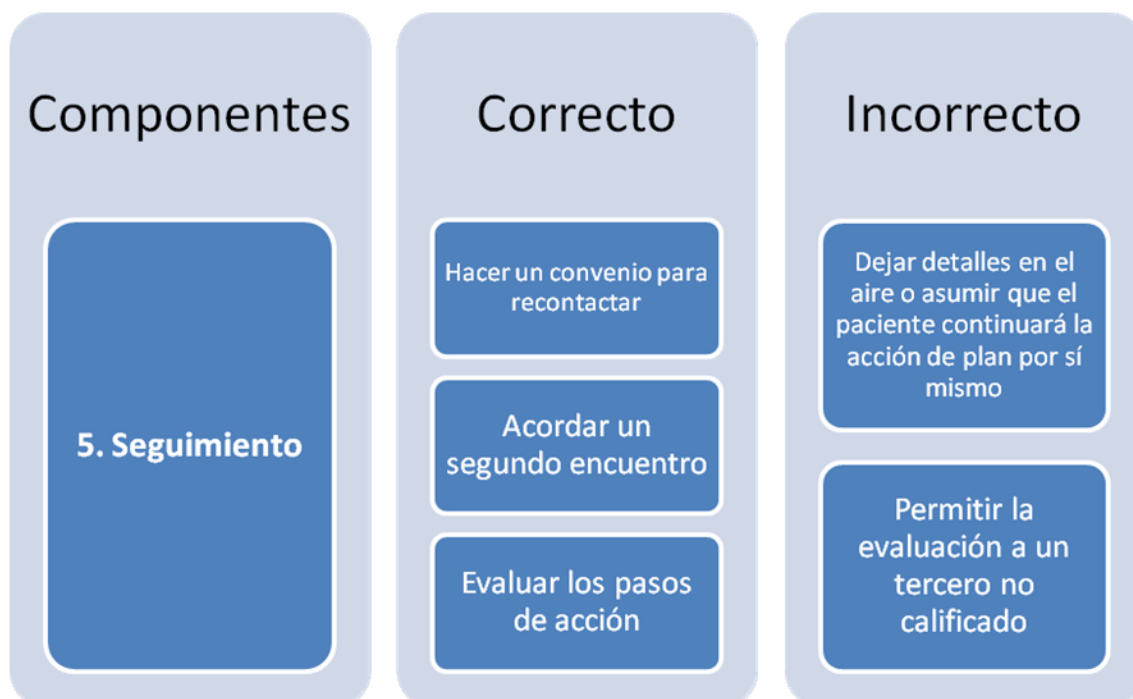 Componentes
5. Seguimiento
Correcto
Hacer un convenio para
recontactar
Acordar un
segundo encuentro
Evaluar los pasos
de acción
Incorrecto
Dejar detalles en el
aire o asumir que el
paciente continuará la
acción de plan por sí
mismo
Permitir la
evaluación a un
tercero no
calificado